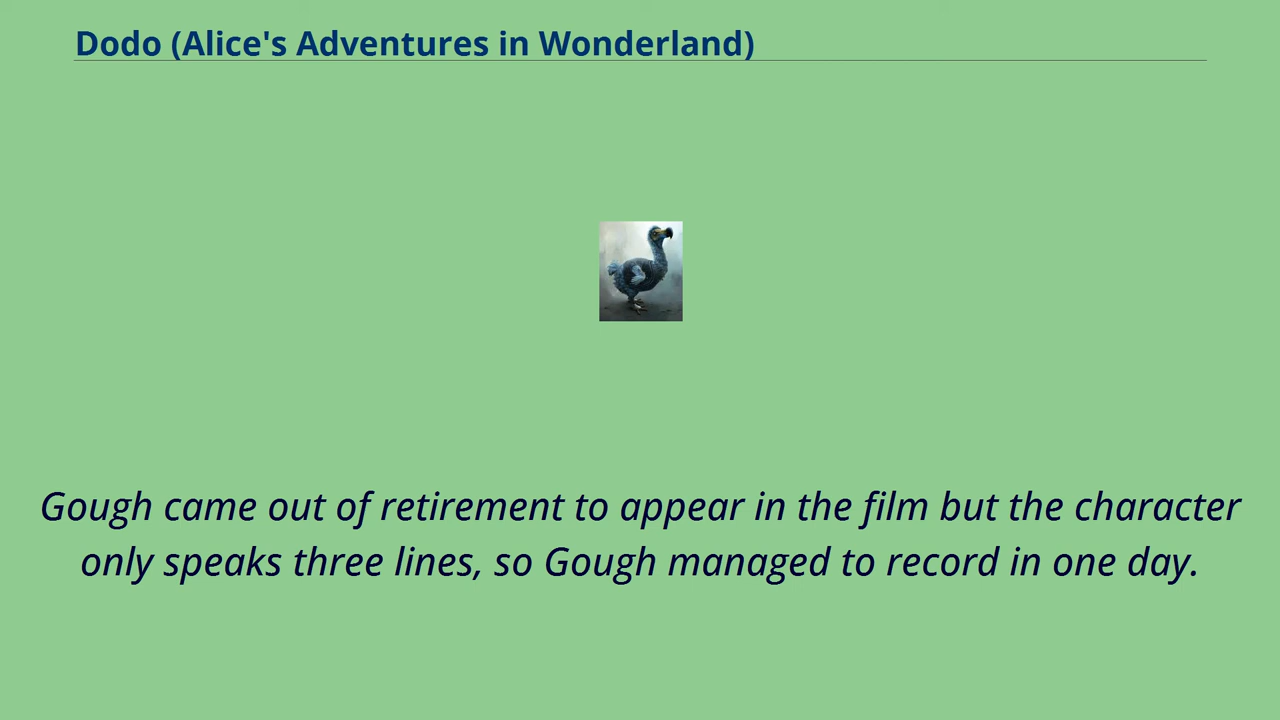 Dodo (Alice's Adventures in Wonderland)
Gough came out of retirement to appear in the film but the character
only speaks three lines, so Gough managed to record in one day.